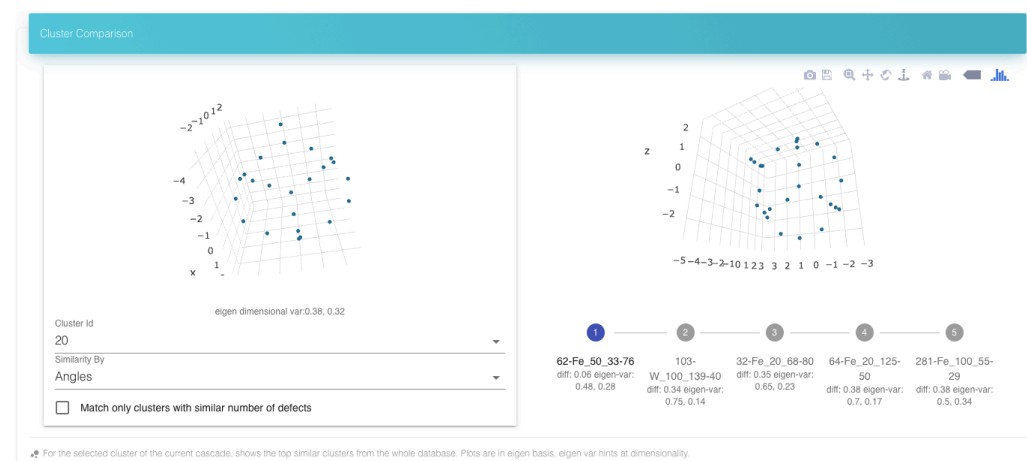 Cluster Comparison
-2
-1
0
1
2
-4
-3
-2
-1
0
1
x
eigen dimensional var:0.38, 0.32
Cluster Id
20
Similarity By
Angles
Match only clusters with similar number of defects
2
z
1
0
-1
-2
-5 -4 -3 -2 -1 0 1 2 3 3 2 1 0 -1 -2 -3
1
2
3
4
5
62-Fe_50_33-76
diff: 0.06 eigen-var:
0.48, 0.28
103-
W_100_139-40
diff: 0.34 eigen-var:
0.75, 0.14
32-Fe_20_68-80
diff: 0.35 eigen-var:
0.65, 0.23
64-Fe_20_125-
50
diff: 0.38 eigen-var:
0.7, 0.17
281-Fe_100_55-
29
diff: 0.38 eigen-var:
0.5, 0.34
For the selected cluster of the current cascade, shows the top similar clusters from the whole database. Plots are in eigen basis, eigen var hints at dimensionality.